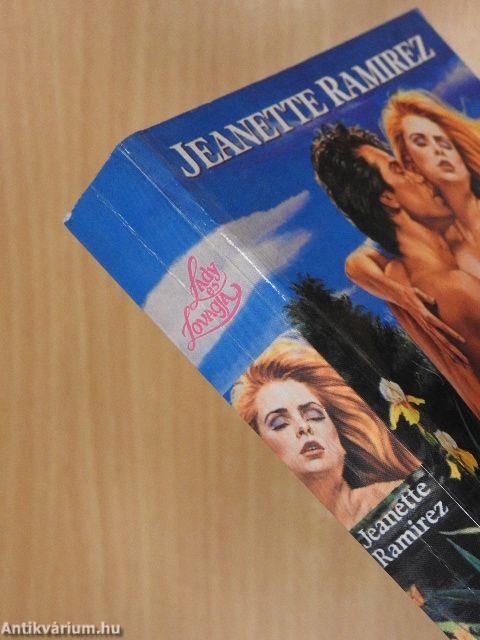 JEANETTE RAMIREZ
Lady
és
Lovagja
Jeanette
Ramirez
Antikvárium.hu